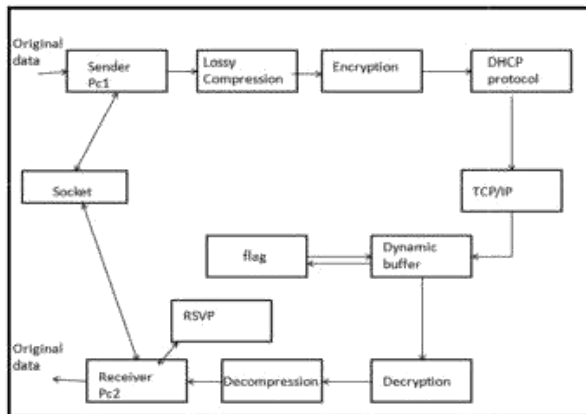 Original
data
Sender
Pc1
Lossy
Compression
Encryption
DHCP
protocol
Socket
TCP/IP
flag
Dynamic
buffer
RSVP
Original
data
Receiver
Pc2
Decompression
Decryption